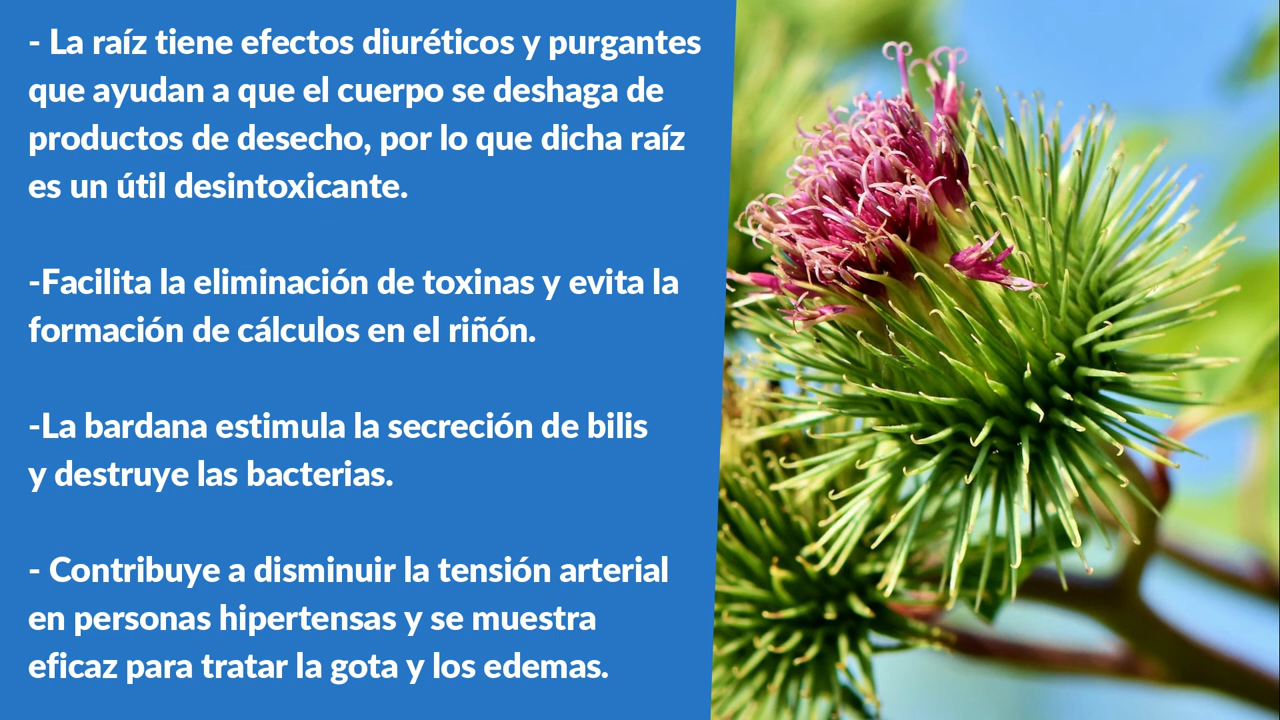 - La raíz tiene efectos diuréticos y purgantes
que ayudan a que el cuerpo se deshaga de
productos de desecho, por lo que dicha raíz
es un útil desintoxicante.
-Facilita la eliminación de toxinas y evita la
formación de cálculos en el riñón.
-La bardana estimula la secreción de bilis
y destruye las bacterias.
- Contribuye a disminuir la tensión arterial
en personas hipertensas y se muestra
eficaz para tratar la gota y los edemas.